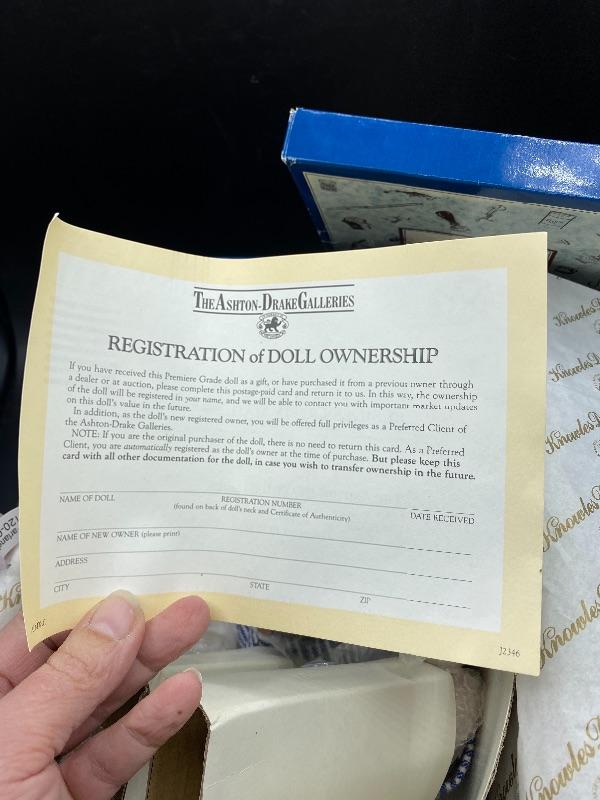 THE ASHTON-DRAKE GALLERIES
REGISTRATION of DOLL OWNERSHIP
If you have received this Premiere Grade doll as a gift, or have purchased it from a previous owner through
a dealer or at auction, please complete this postage-paid card and return it to us. In this way, the ownership
of the doll will be registered in your name, and we will be able to contact you with important market updates
on this doll's value in the future.
In addition, as the doll's new registered owner, you will be offered full privileges as a Preferred Client of
the Ashton-Drake Galleries.
NOTE: If you are the original purchaser of the doll, there is no need to return this card. As a Preferred
Client, you are automatically registered as the doll's owner at the time of purchase. But please keep this
card with all other documentation for the doll, in case you wish to transfer ownership in the future.
NAME OF DOLL REGISTRATION NUMBER DATE RECEIVED
(found on back of doll's neck and Certificate of Authenticity)
NAME OF NEW OWNER (please print)
ADDRESS
CITY STATE ZIP
J2346
Knowles
Knowles
Knowles
Knowles
Knowles
Knowles